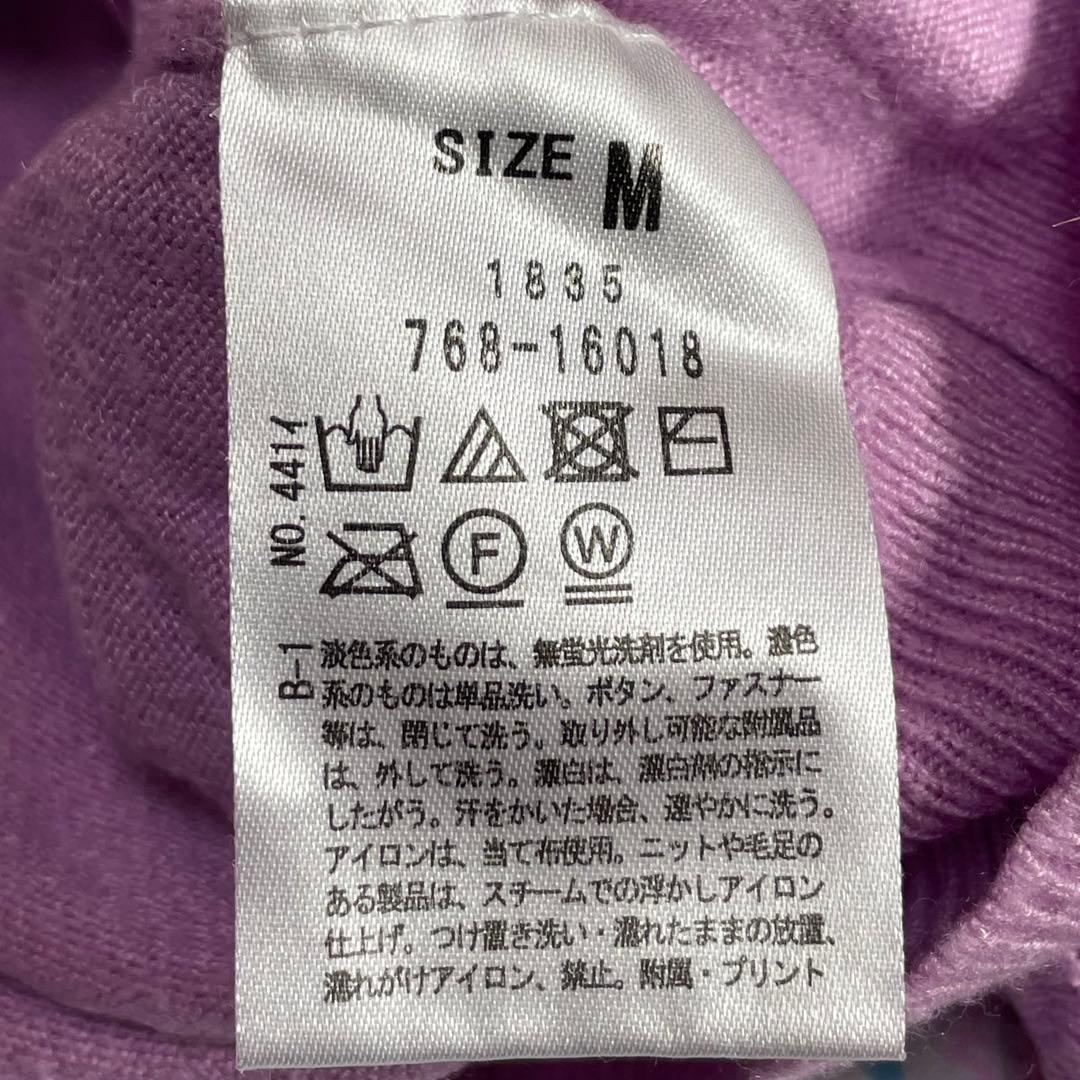 SIZE M
1835
768-16018
NO.441イ
F
W
B-1
淡色系のものは、無蛍光洗剤を使用。濃色
系のものは単品洗い。ボタン、ファスナー
等は、閉じて洗う。取り外し可能な附属品
は、外して洗う。漂白は、漂白剤の指示に
したがう。汗をかいた場合、速やかに洗う。
アイロンは、当て布使用。ニットや毛足の
ある製品は、スチームでの浮かしアイロン
仕上げ。つけ置き洗い・濡れたままの放置、
濡れがけアイロン、禁止。附属・プリント